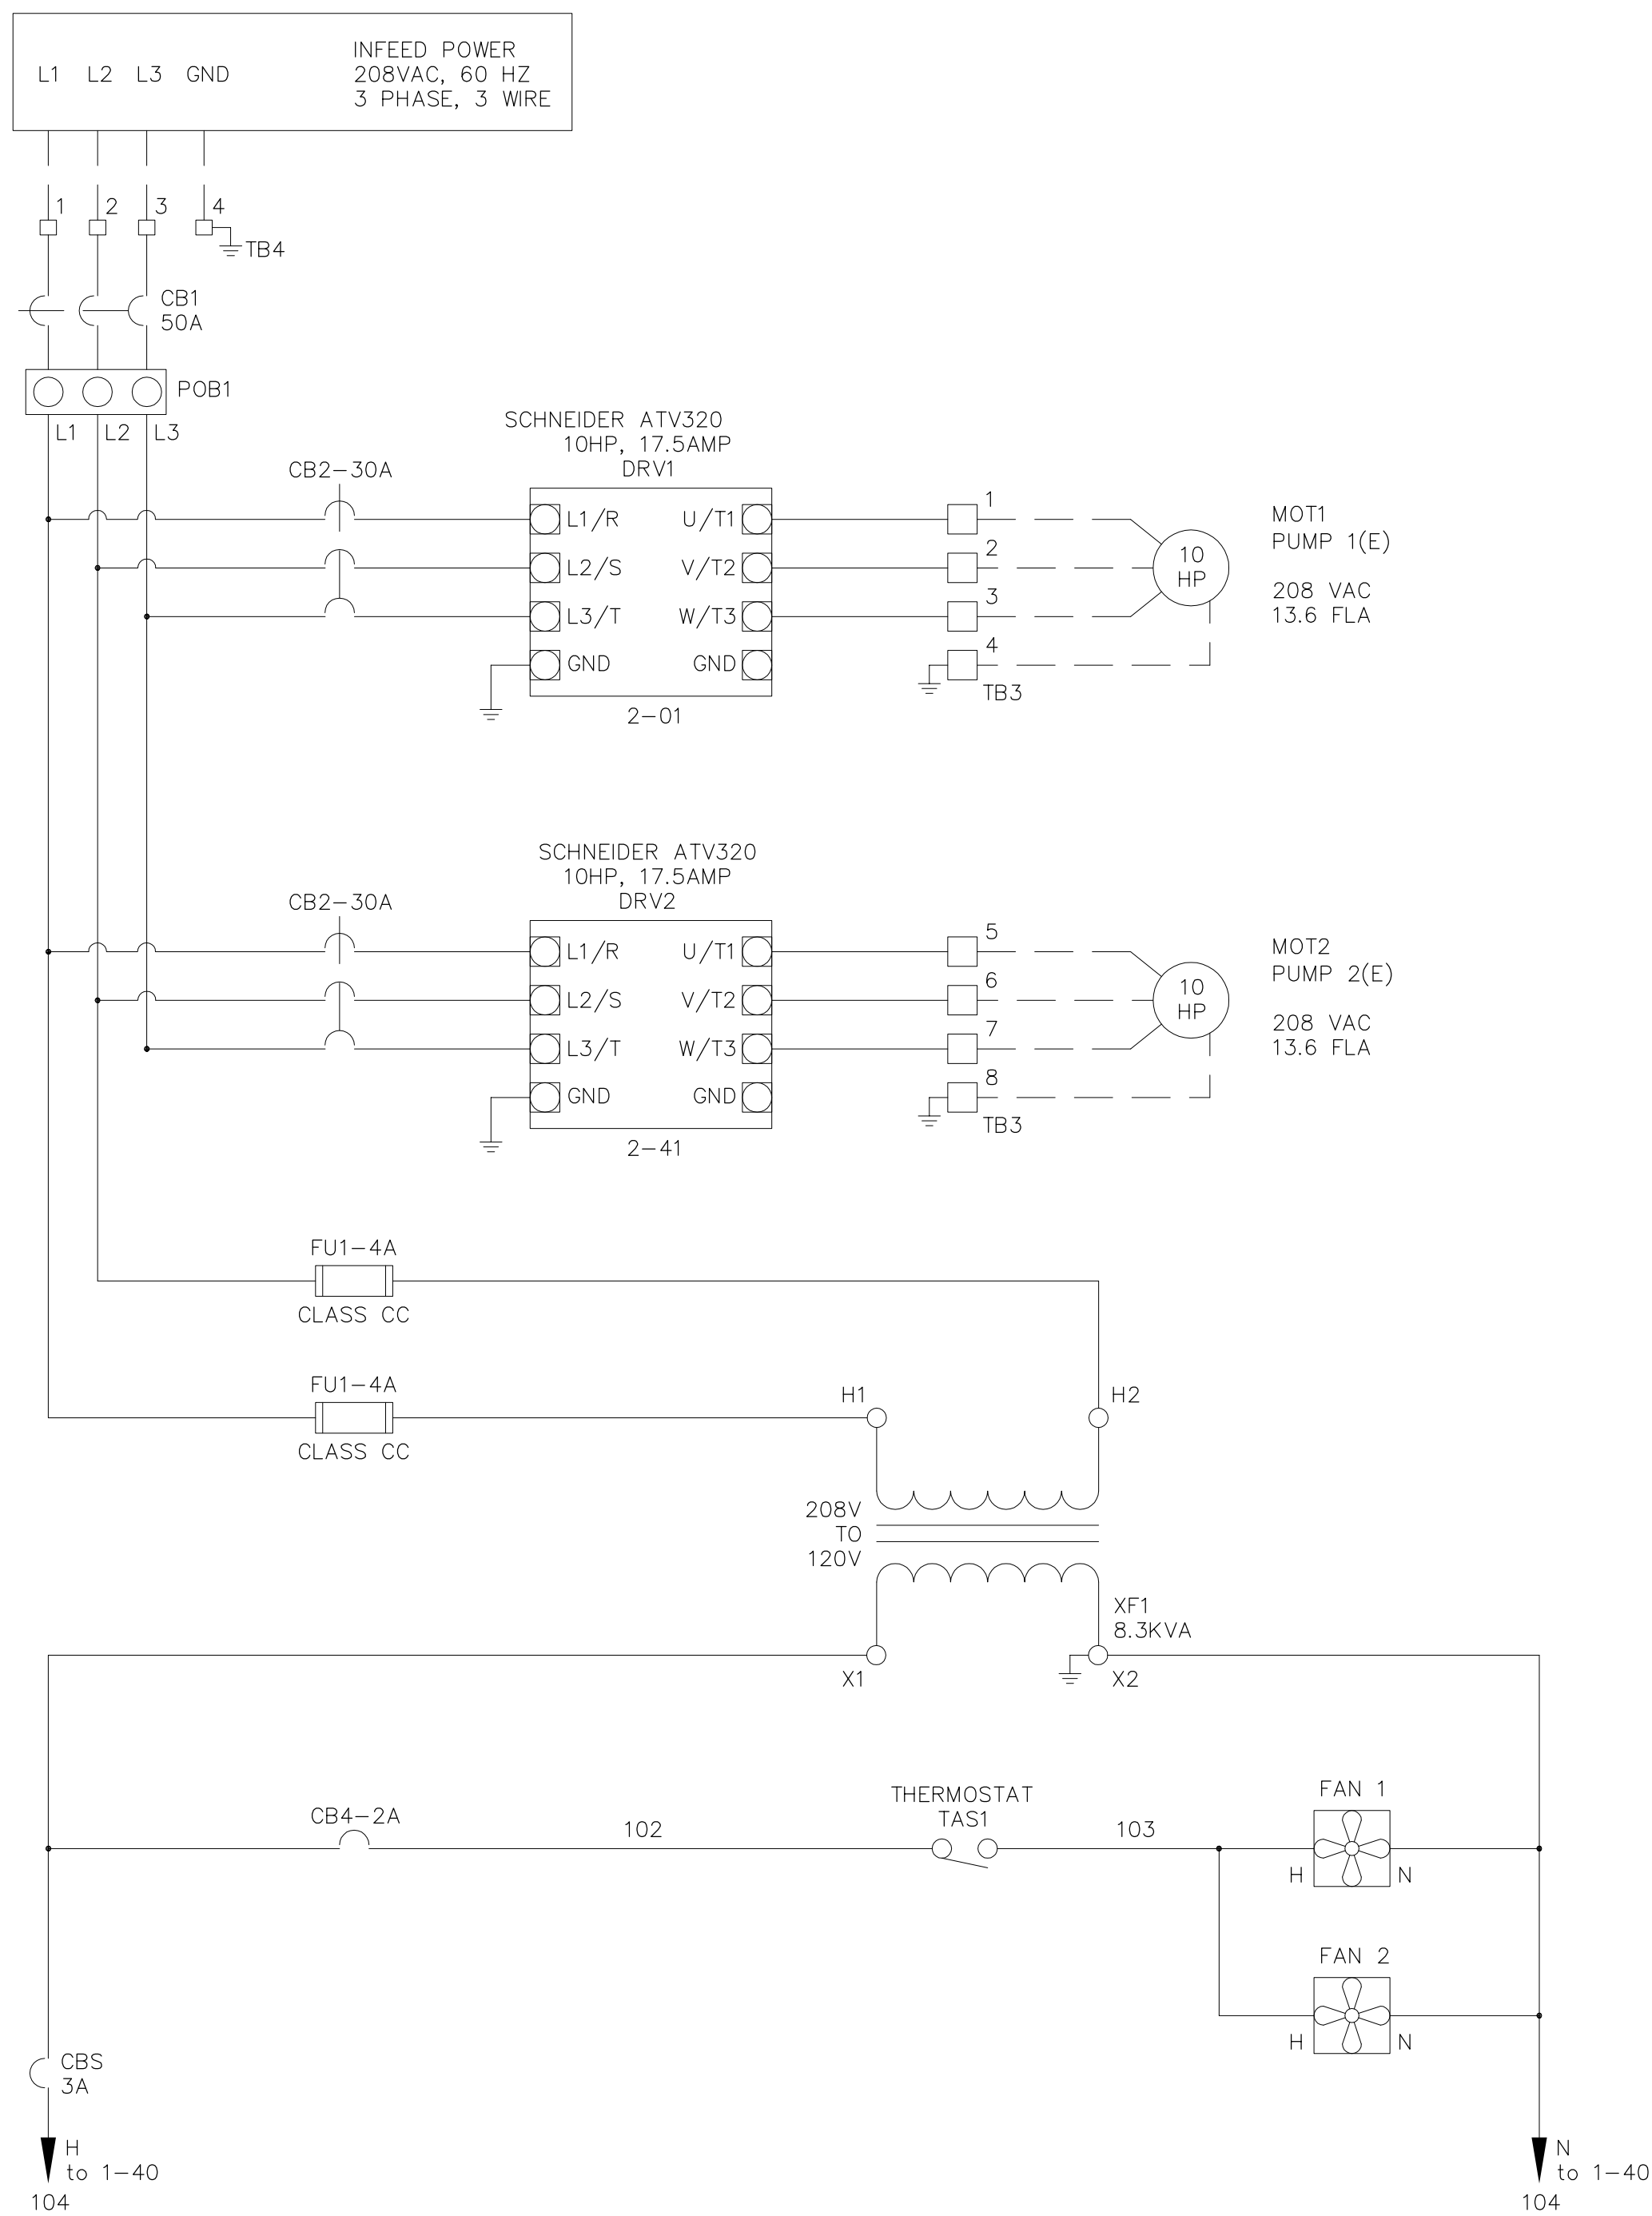 INFEED POWER
L1 L2 L3 GND 208VAC, 60 HZ
3 PHASE, 3 WIRE
1 2 3 4
TB4
CB1
50A
POB1
L1 L2 L3
SCHNEIDER ATV320
10HP, 17.5AMP
DRV1
CB2-30A
L1/R U/T1 1
L2/S V/T2 2
L3/T W/T3 3
GND GND 4
TB3
2-01
10
HP
MOT1
PUMP 1(E)
208 VAC
13.6 FLA
SCHNEIDER ATV320
10HP, 17.5AMP
DRV2
CB2-30A
L1/R U/T1 5
L2/S V/T2 6
L3/T W/T3 7
GND GND 8
TB3
2-41
10
HP
MOT2
PUMP 2(E)
208 VAC
13.6 FLA
FU1-4A
CLASS CC
FU1-4A
CLASS CC
H1 H2
208V
TO
120V
XF1
8.3KVA
X1 X2
CB4-2A
102
THERMOSTAT
TAS1
103
FAN 1
H N
FAN 2
H N
CBS
3A
H
to 1-40
104
N
to 1-40
104